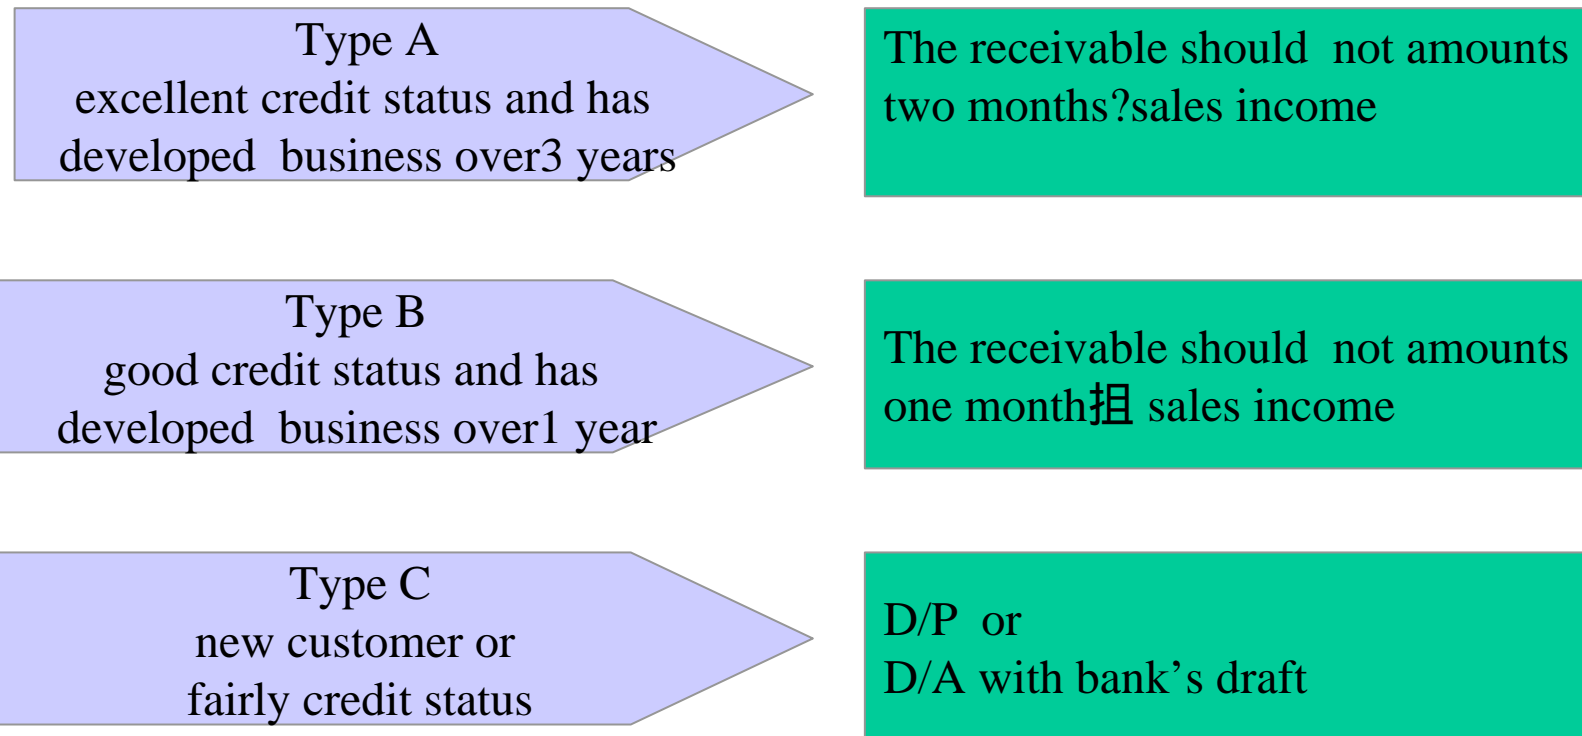 Type A
excellent credit status and has
developed  business over3 years
The receivable should  not amounts
two months?sales income
Type B
good credit status and has
developed  business over1 year
The receivable should  not amounts
one month抯 sales income
Type C
new customer or
fairly credit status
D/P  or
D/A with bank’s draft